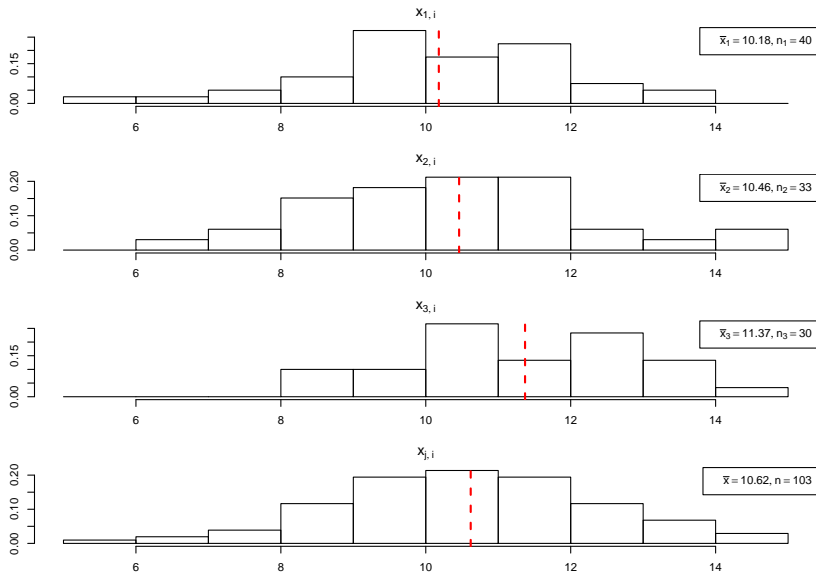 x1, i
x̅1 = 10.18, n1 = 40
0.15
0.00
6 8 10 12 14
x2, i
x̅2 = 10.46, n2 = 33
0.20
0.10
0.00
6 8 10 12 14
x3, i
x̅3 = 11.37, n3 = 30
0.15
0.00
6 8 10 12 14
xj, i
x̅ = 10.62, n = 103
0.20
0.10
0.00
6 8 10 12 14